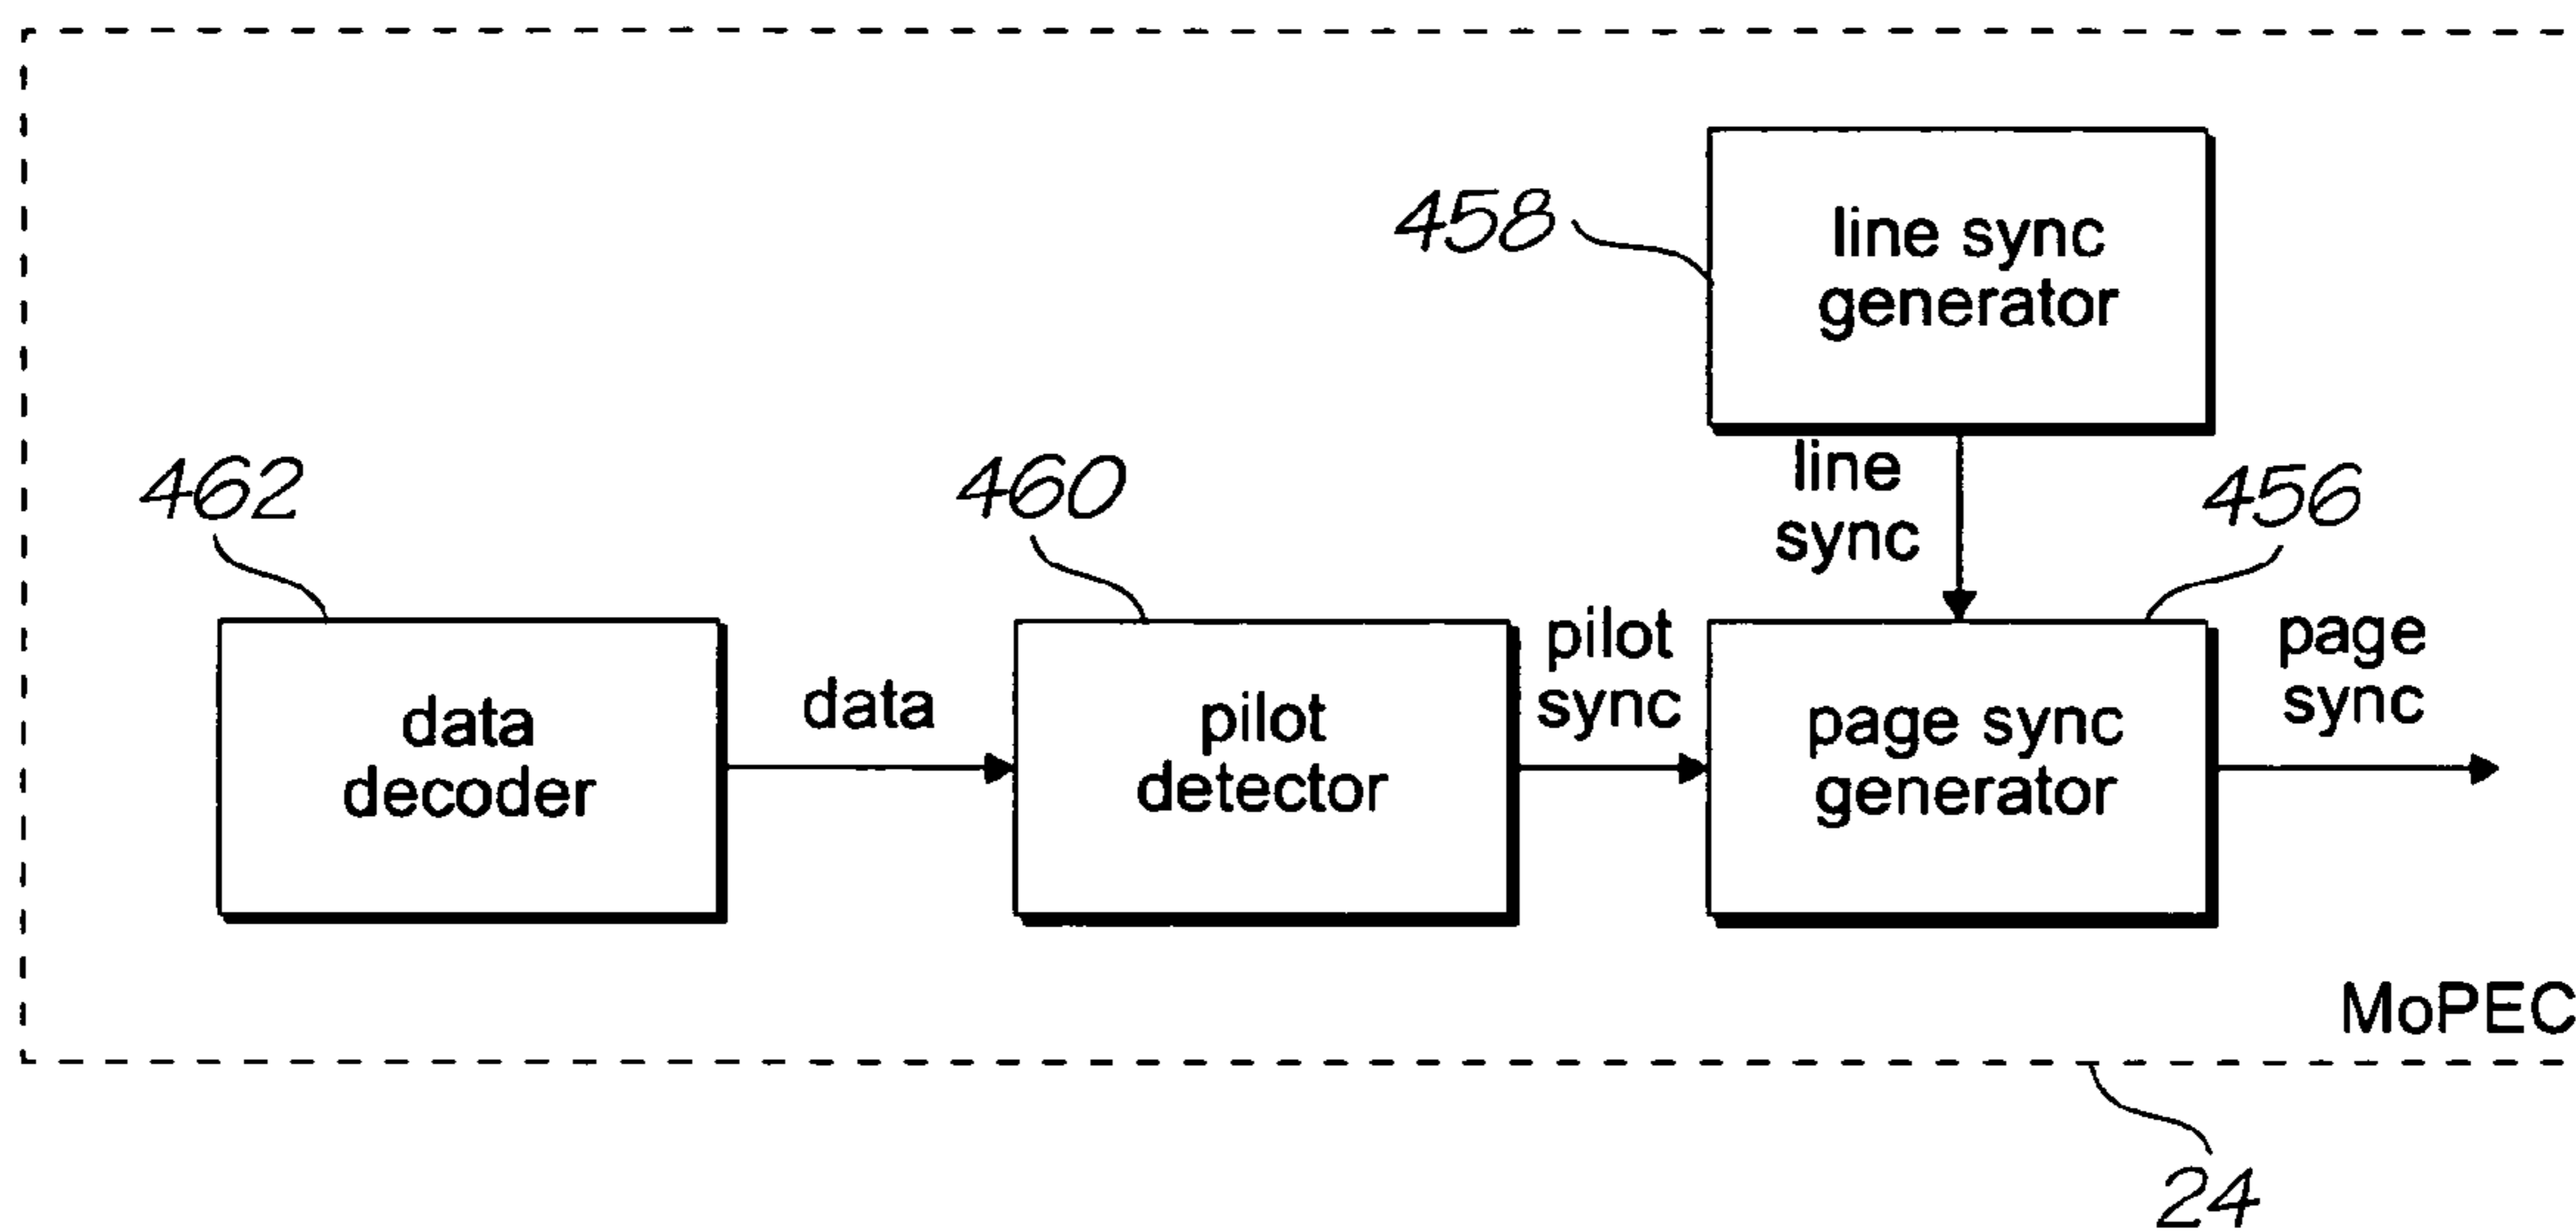 458
line sync
generator
line
sync
462
460
456
data
decoder
data
pilot
detector
pilot
sync
page sync
generator
page
sync
MoPEC
24